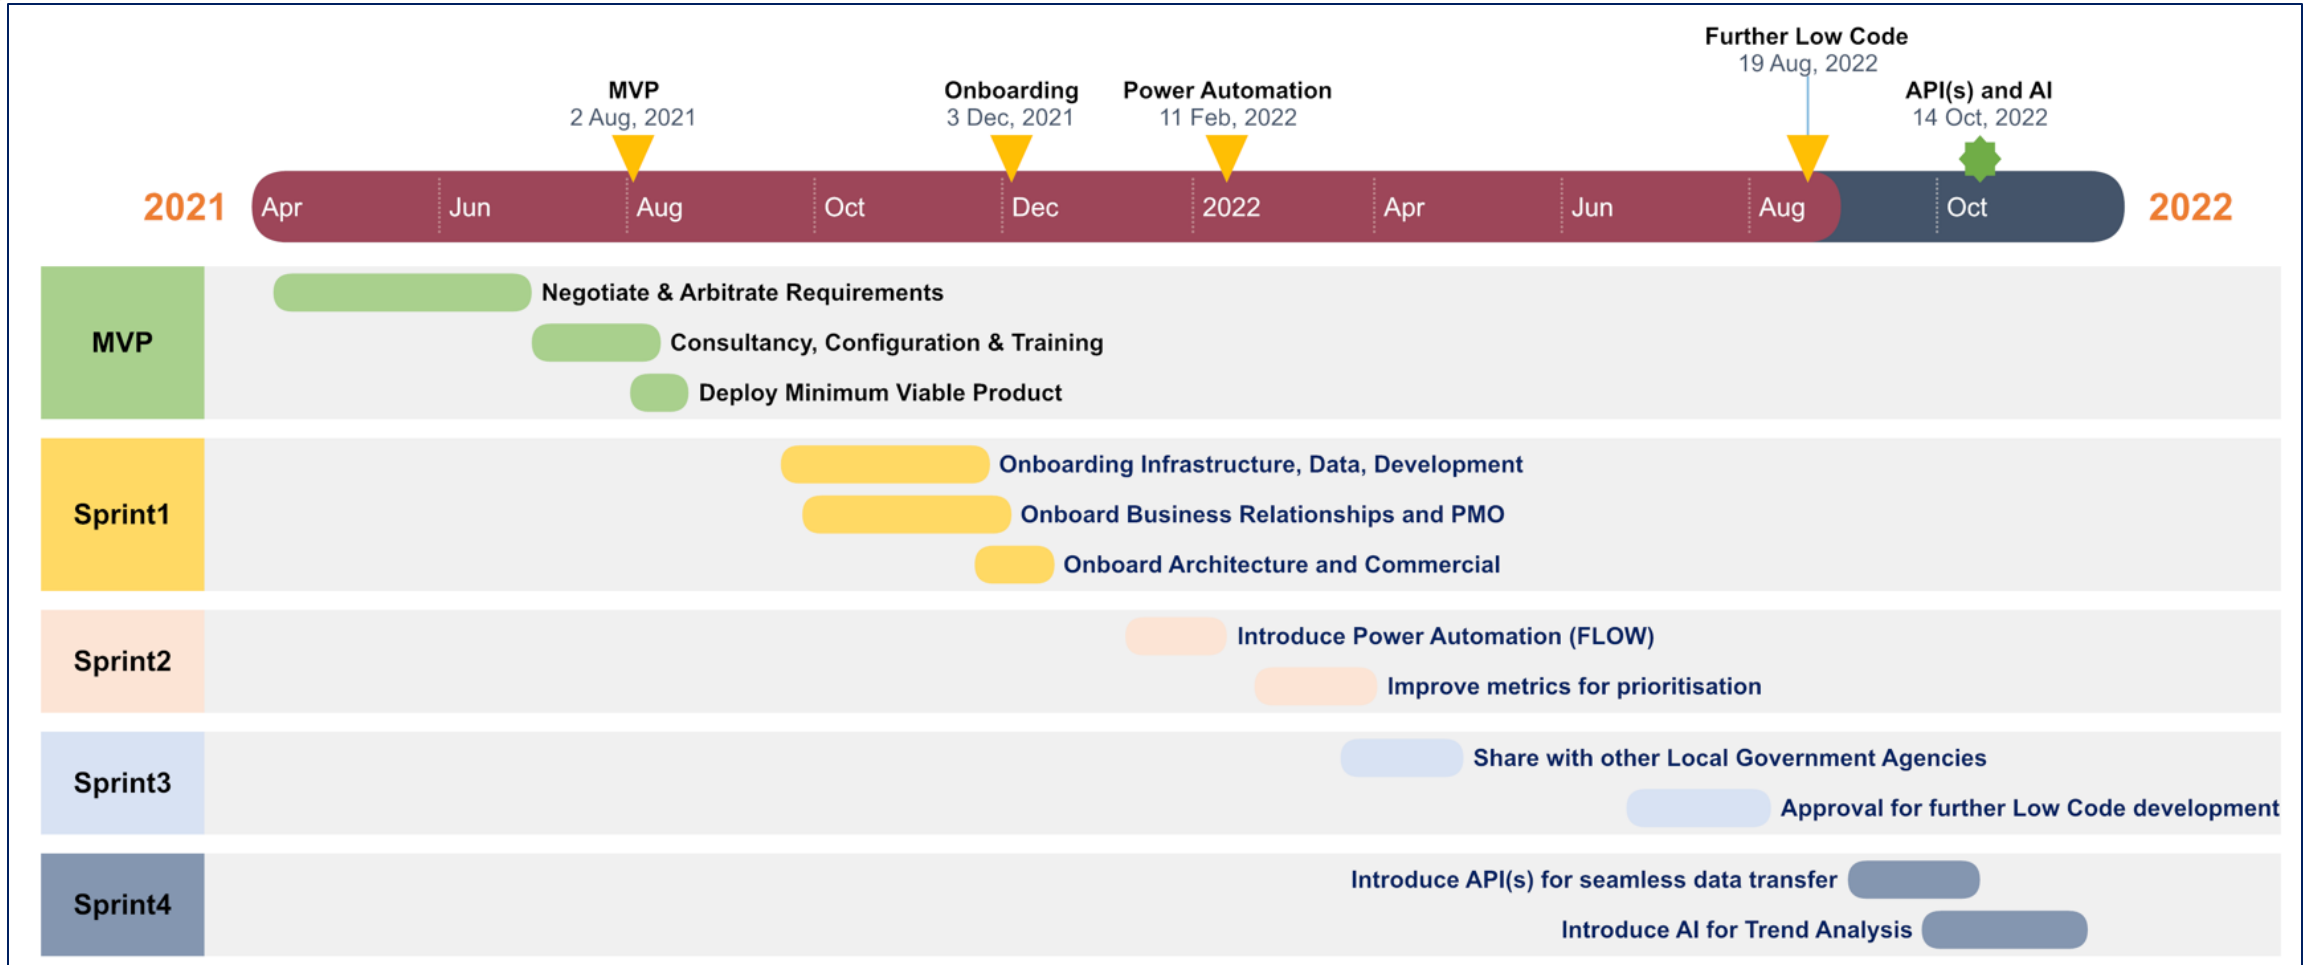 Further Low Code
19 Aug, 2022
MVP
2 Aug, 2021
Onboarding
3 Dec, 2021
Power Automation
11 Feb, 2022
API(s) and AI
14 Oct, 2022
2021 Apr Jun Aug Oct Dec 2022 Apr Jun Aug Oct 2022
MVP
Negotiate & Arbitrate Requirements
Consultancy, Configuration & Training
Deploy Minimum Viable Product
Sprint1
Onboarding Infrastructure, Data, Development
Onboard Business Relationships and PMO
Onboard Architecture and Commercial
Sprint2
Introduce Power Automation (FLOW)
Improve metrics for prioritisation
Sprint3
Share with other Local Government Agencies
Approval for further Low Code development
Sprint4
Introduce API(s) for seamless data transfer
Introduce AI for Trend Analysis